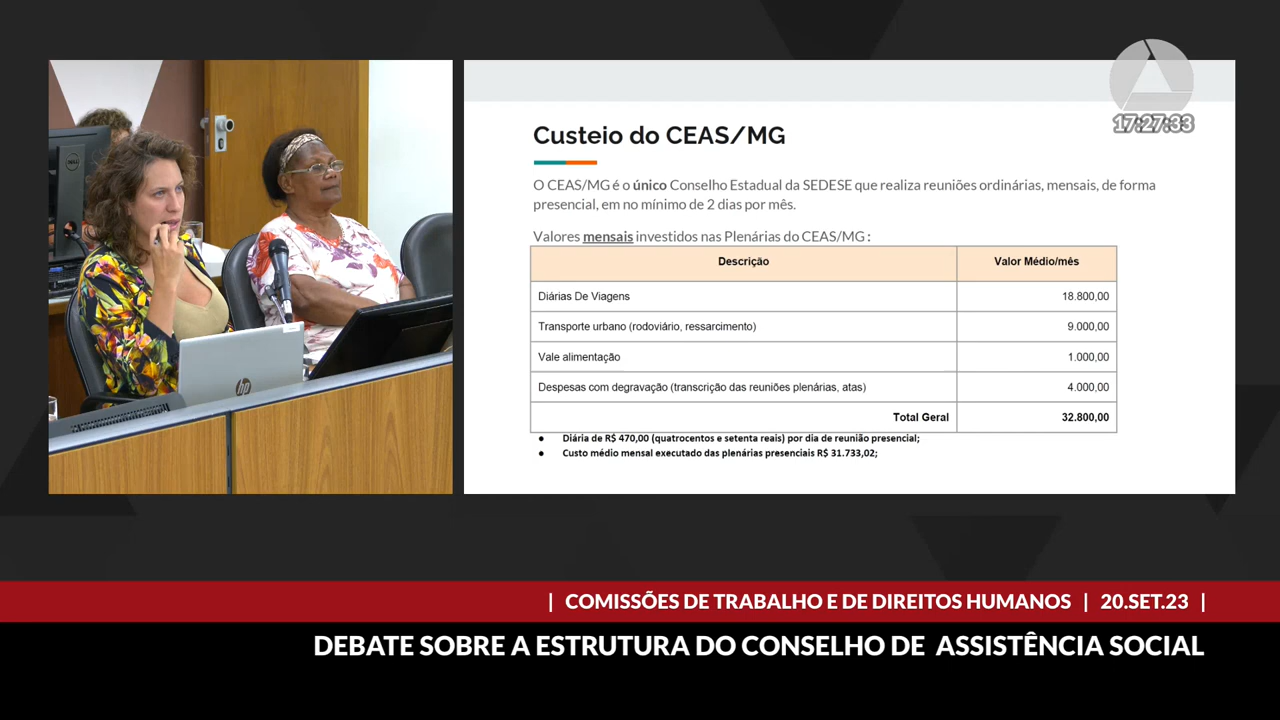 17:27:33
Custeio do CEAS/MG
O CEAS/MG é o único Conselho Estadual da SEDESE que realiza reuniões ordinárias, mensais, de forma
presencial, em no mínimo de 2 dias por mês.
Valores mensais investidos nas Plenárias do CEAS/MG :
Descrição Valor Médio/mês
Diárias De Viagens 18.800,00
Transporte urbano (rodoviário, ressarcimento) 9.000,00
Vale alimentação 1.000,00
Despesas com degravação (transcrição das reuniões plenárias, atas) 4.000,00
Total Geral 32.800,00
● Diária de R$ 470,00 (quatrocentos e setenta reais) por dia de reunião presencial;
● Custo médio mensal executado das plenárias presenciais R$ 31.733,02;
DELL
hp
| COMISSÕES DE TRABALHO E DE DIREITOS HUMANOS | 20.SET.23 |
DEBATE SOBRE A ESTRUTURA DO CONSELHO DE ASSISTÊNCIA SOCIAL